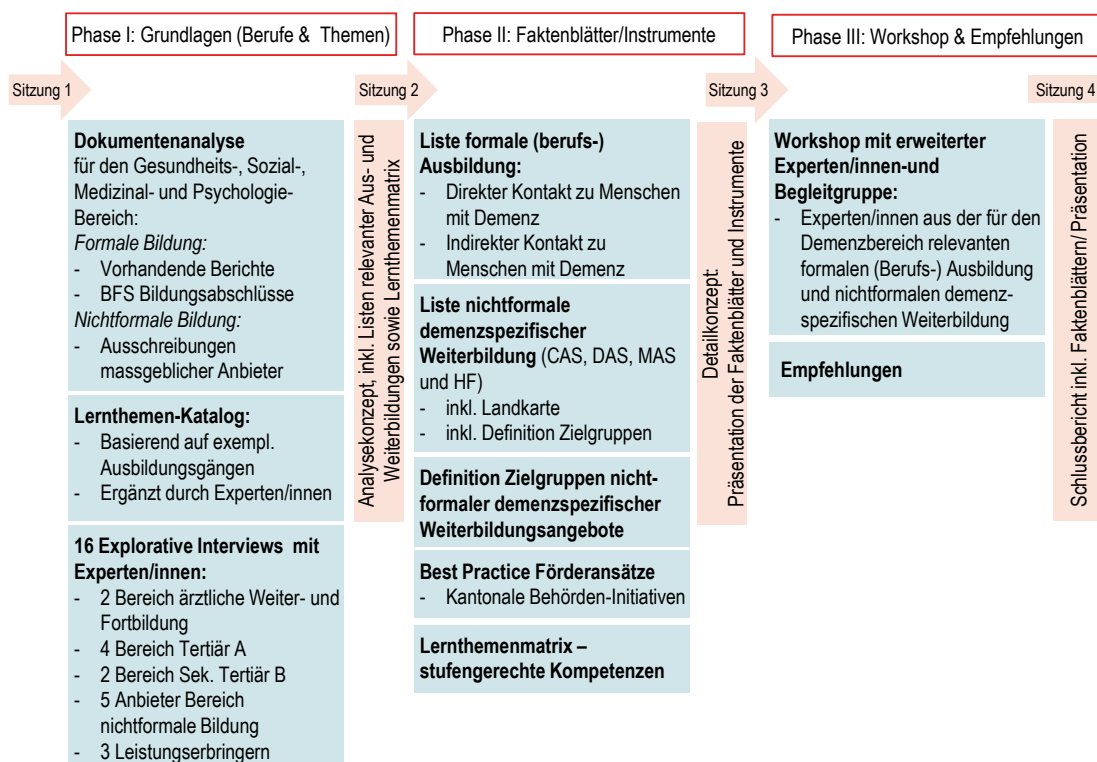 Phase I: Grundlagen (Berufe & Themen)
Phase II: Faktenblätter/Instrumente
Phase III: Workshop & Empfehlungen
Sitzung 1
Sitzung 2
Sitzung 3
Sitzung 4
Dokumentenanalyse
für den Gesundheits-, Sozial-,
Medizinal- und Psychologie-
Bereich:
Formale Bildung:
- Vorhandende Berichte
- BFS Bildungsabschlüsse
Nichtformale Bildung:
- Ausschreibungen
massgeblicher Anbieter
Lernthemen-Katalog:
- Basierend auf exempl.
Ausbildungsgängen
- Ergänzt durch Experten/innen
16 Explorative Interviews mit
Experten/innen:
- 2 Bereich ärztliche Weiter- und
Fortbildung
- 4 Bereich Tertiär A
- 2 Bereich Sek. Tertiär B
- 5 Anbieter Bereich
nichtformale Bildung
- 3 Leistungserbringern
Analysekonzept, inkl. Listen relevanter Aus- und
Weiterbildungen sowie Lernthemenmatrix
Liste formale (berufs-)
Ausbildung:
- Direkter Kontakt zu Menschen
mit Demenz
- Indirekter Kontakt zu
Menschen mit Demenz
Liste nichtformale
demenzspezifischer
Weiterbildung (CAS, DAS, MAS
und HF)
- inkl. Landkarte
- inkl. Definition Zielgruppen
Definition Zielgruppen nicht-
formaler demenzspezifischer
Weiterbildungsangebote
Best Practice Förderansätze
- Kantonale Behörden-Initiativen
Lernthemenmatrix –
stufengerechte Kompetenzen
Detailkonzept:
Präsentation der Faktenblätter und Instrumente
Workshop mit erweiterter
Experten/innen-und
Begleitgruppe:
- Experten/innen aus der für den
Demenzbereich relevanten
formalen (Berufs-) Ausbildung
und nichtformalen demenz-
spezifischen Weiterbildung
Empfehlungen
Schlussbericht inkl. Faktenblättern/ Präsentation